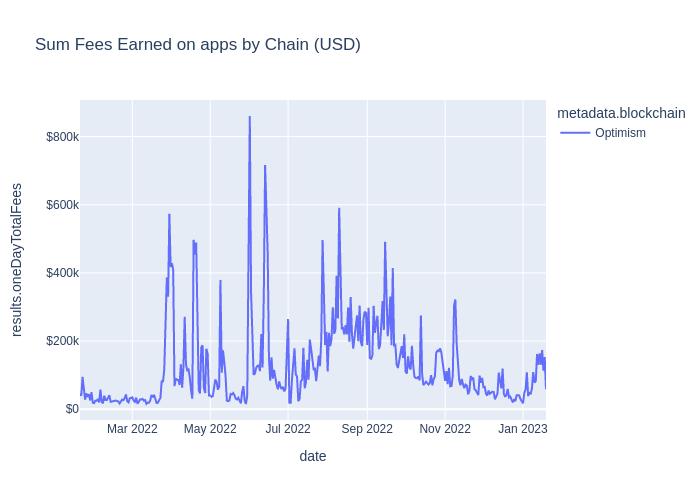 Sum Fees Earned on apps by Chain (USD)
metadata.blockchain
Optimism
results.oneDayTotalFees
$800k
$600k
$400k
$200k
$0
Mar 2022
May 2022
Jul 2022
Sep 2022
Nov 2022
Jan 2023
date